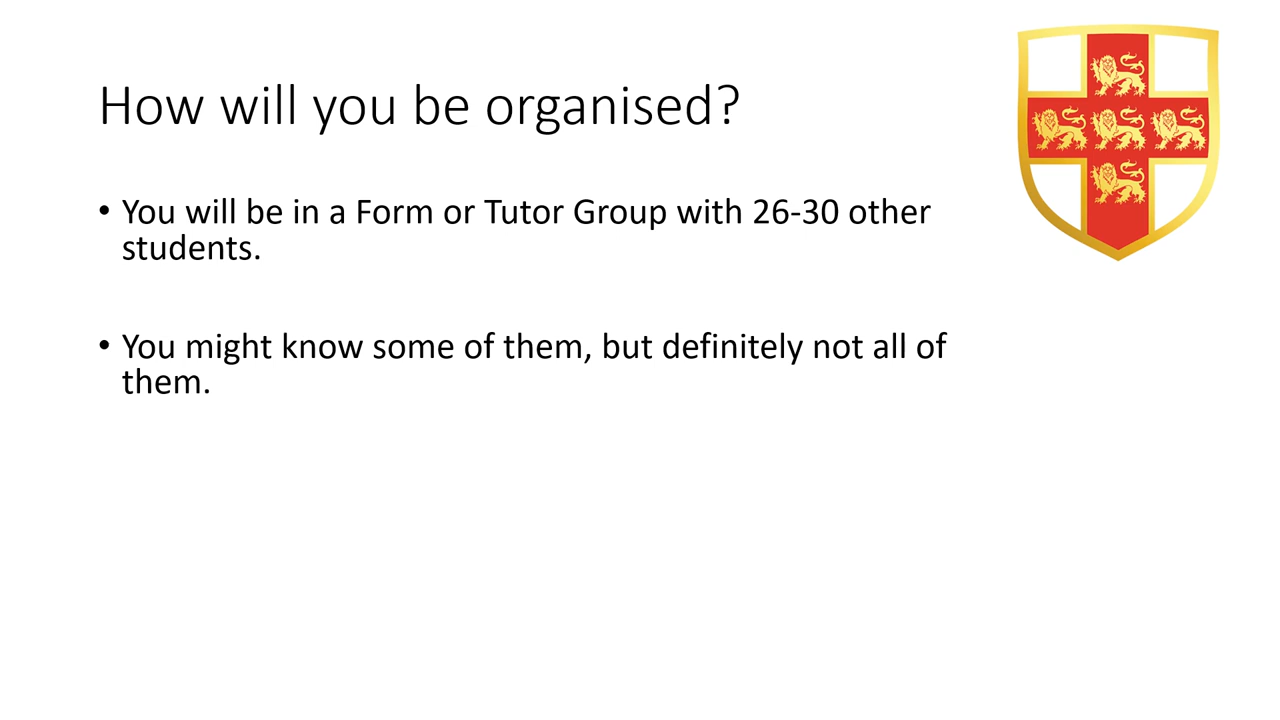 How will you be organised?
• You will be in a Form or Tutor Group with 26-30 other
students.
• You might know some of them, but definitely not all of
them.